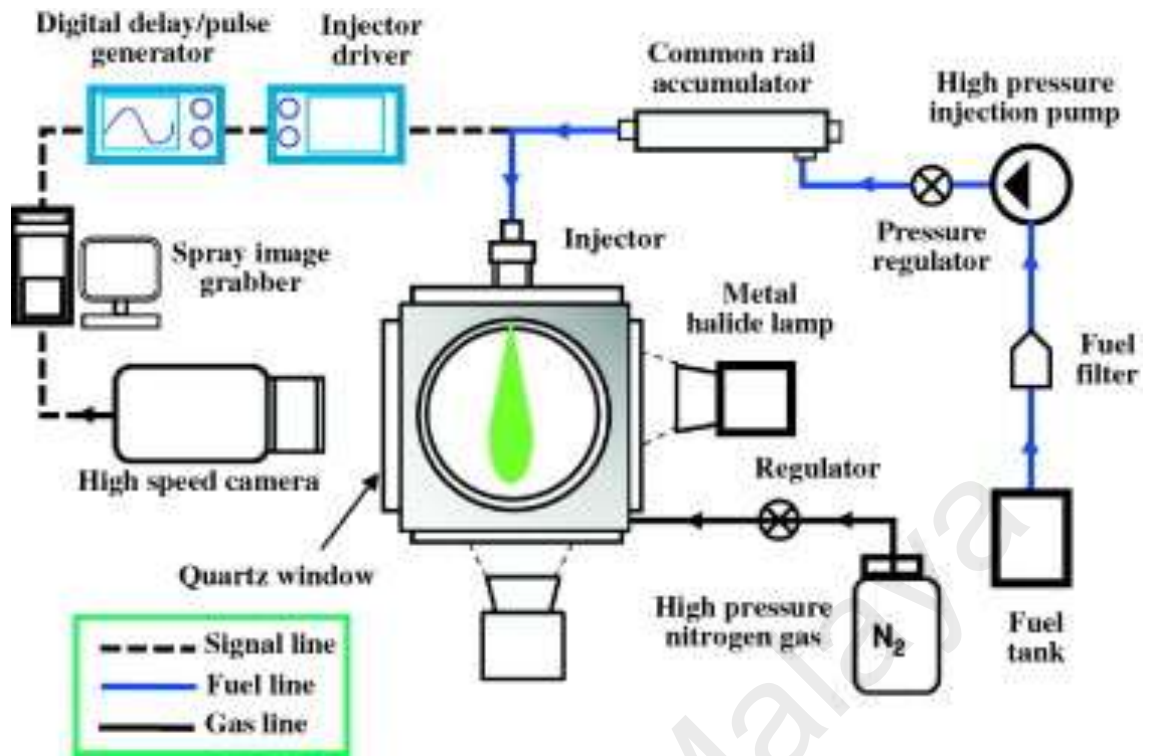 Digital delay/pulse
generator
Injector
driver
Common rail
accumulator
High pressure
injection pump
Spray image
grabber
Injector
Pressure
regulator
Metal
halide lamp
Fuel
filter
High speed camera
Regulator
Quartz window
High pressure
nitrogen gas
N₂
Fuel
tank
Signal line
Fuel line
Gas line
Malaya